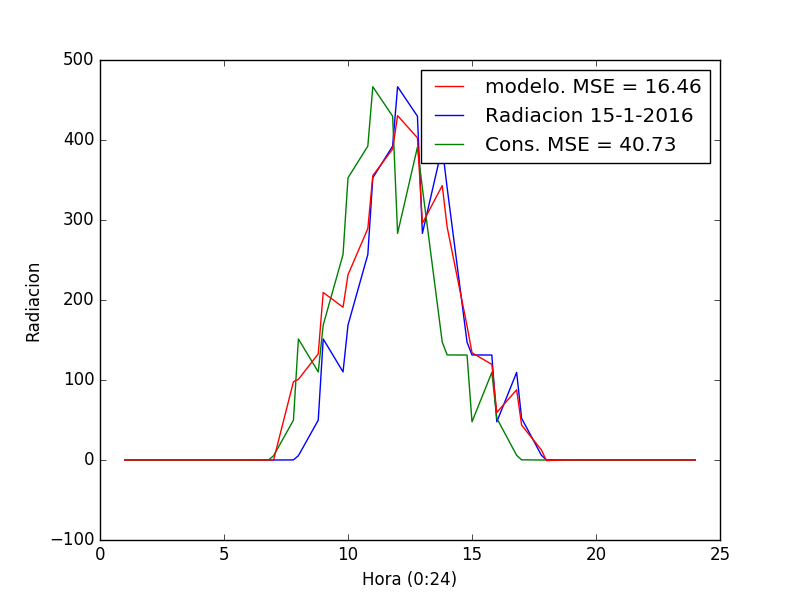 500
400
300
200
100
0
−100
0
5
10
15
20
25
Radiacion
Hora (0:24)
modelo. MSE = 16.46
Radiacion 15-1-2016
Cons. MSE = 40.73